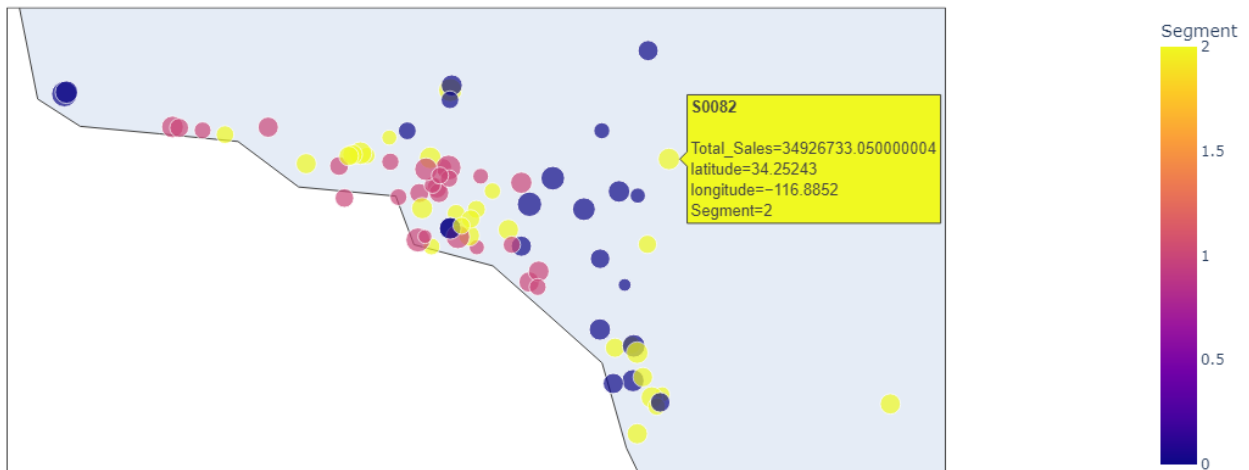 Segment
2
1.5
1
0.5
0
S0082
Total_Sales=34926733.050000004
latitude=34.25243
longitude=−116.8852
Segment=2